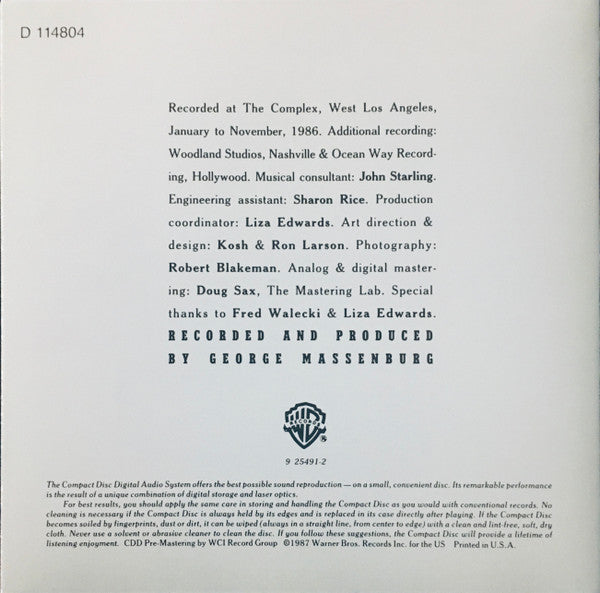 D 114804
Recorded at The Complex, West Los Angeles,
January to November, 1986. Additional recording:
Woodland Studios, Nashville & Ocean Way Record-
ing, Hollywood. Musical consultant: John Starling.
Engineering assistant: Sharon Rice. Production
coordinator: Liza Edwards. Art direction &
design: Kosh & Ron Larson. Photography:
Robert Blakeman. Analog & digital master-
ing: Doug Sax, The Mastering Lab. Special
thanks to Fred Walecki & Liza Edwards.
RECORDED AND PRODUCED
BY GEORGE MASSENBURG
WB
RECORDS
®
9 25491-2
The Compact Disc Digital Audio System offers the best possible sound reproduction — on a small, convenient disc. Its remarkable performance
is the result of a unique combination of digital storage and laser optics.
For best results, you should apply the same care in storing and handling the Compact Disc as you would with conventional records. No
cleaning is necessary if the Compact Disc is always held by its edges and is replaced in its case directly after playing. If the Compact Disc
becomes soiled by fingerprints, dust or dirt, it can be wiped (always in a straight line, from center to edge) with a clean and lint-free, soft, dry
cloth. Never use a solvent or abrasive cleaner to clean the disc. If you follow these suggestions, the Compact Disc will provide a lifetime of
listening enjoyment. CDD Pre-Mastering by WCI Record Group ©1987 Warner Bros. Records Inc. for the US Printed in U.S.A.